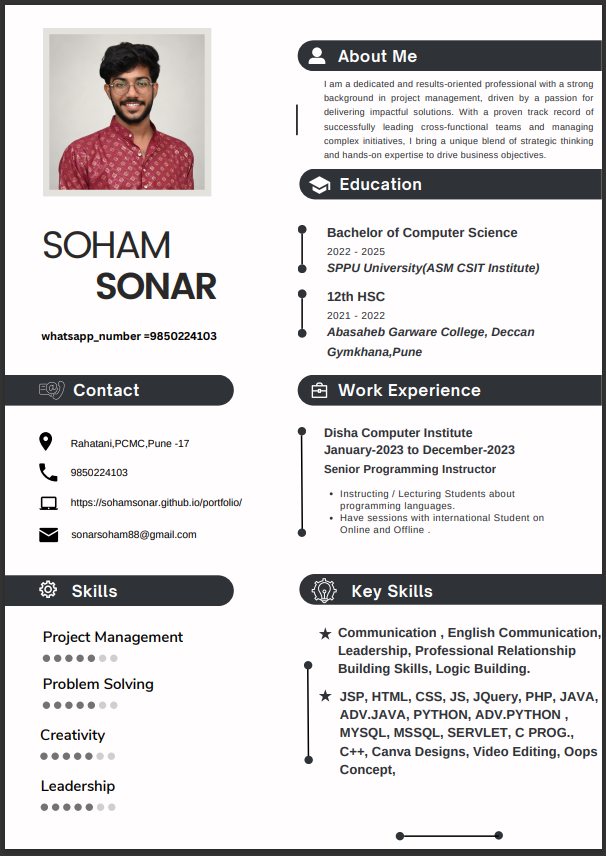 SOHAM
SONAR
whatsapp_number =9850224103
Contact
Rahatani,PCMC,Pune -17
9850224103
https://sohamsonar.github.io/portfolio/
sonarsoham88@gmail.com
Skills
Project Management
Problem Solving
Creativity
Leadership
About Me
I am a dedicated and results-oriented professional with a strong
background in project management, driven by a passion for
delivering impactful solutions. With a proven track record of
successfully leading cross-functional teams and managing
complex initiatives, I bring a unique blend of strategic thinking
and hands-on expertise to drive business objectives.
Education
Bachelor of Computer Science
2022 - 2025
SPPU University(ASM CSIT Institute)
12th HSC
2021 - 2022
Abasaheb Garware College, Deccan
Gymkhana,Pune
Work Experience
Disha Computer Institute
January-2023 to December-2023
Senior Programming Instructor
• Instructing / Lecturing Students about
programming languages.
• Have sessions with international Student on
Online and Offline .
Key Skills
★ Communication , English Communication,
Leadership, Professional Relationship
Building Skills, Logic Building.
★ JSP, HTML, CSS, JS, JQuery, PHP, JAVA,
ADV.JAVA, PYTHON, ADV.PYTHON ,
MYSQL, MSSQL, SERVLET, C PROG.,
C++, Canva Designs, Video Editing, Oops
Concept,